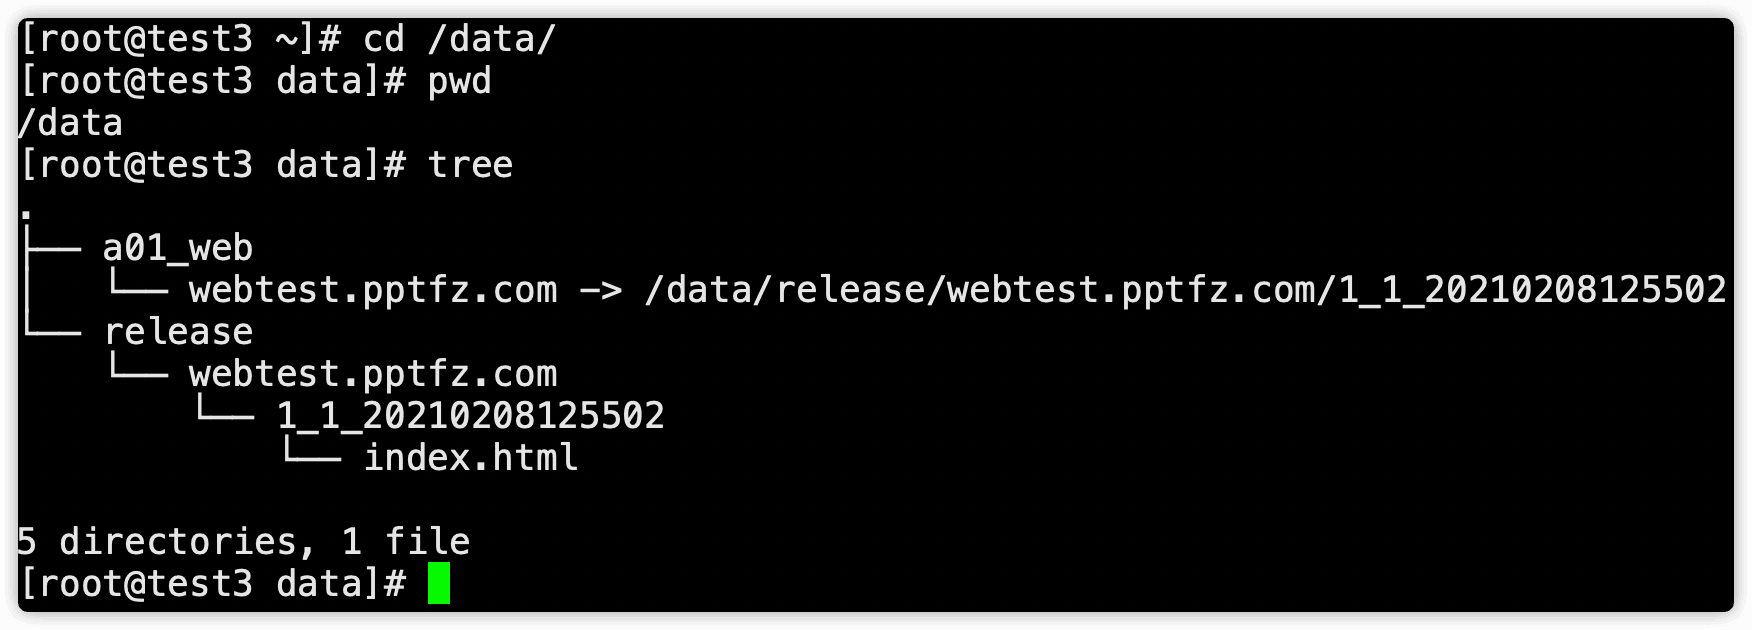 [root@test3 ~]# cd /data/
[root@test3 data]# pwd
/data
[root@test3 data]# tree
.
├── a01_web
│   └── webtest.pptfz.com -> /data/release/webtest.pptfz.com/1_1_20210208125502
└── release
    └── webtest.pptfz.com
        └── 1_1_20210208125502
            └── index.html

5 directories, 1 file
[root@test3 data]#